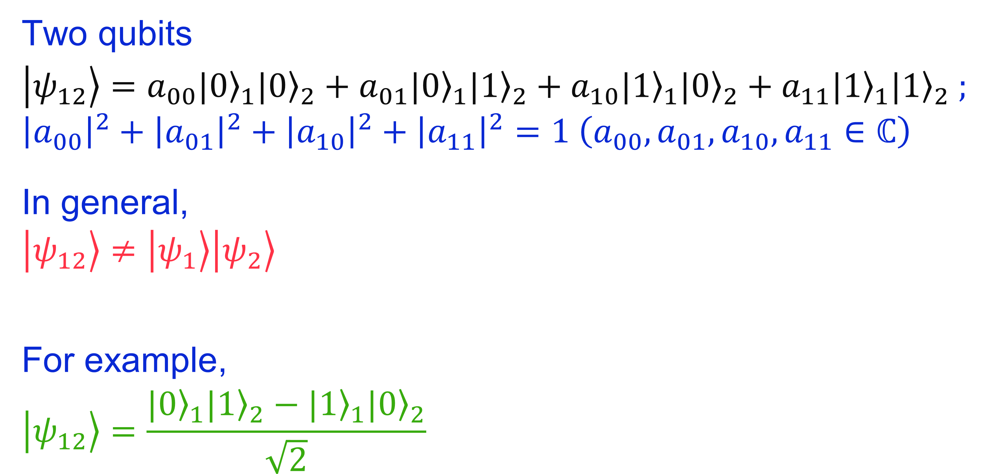 Two qubits
|ψ₁₂⟩ = a₀₀|0⟩₁|0⟩₂ + a₀₁|0⟩₁|1⟩₂ + a₁₀|1⟩₁|0⟩₂ + a₁₁|1⟩₁|1⟩₂ ;
|a₀₀|² + |a₀₁|² + |a₁₀|² + |a₁₁|² = 1 (a₀₀, a₀₁, a₁₀, a₁₁ ∈ ℂ)
In general,
|ψ₁₂⟩ ≠ |ψ₁⟩|ψ₂⟩
For example,
|ψ₁₂⟩ = (|0⟩₁|1⟩₂ − |1⟩₁|0⟩₂)/√2